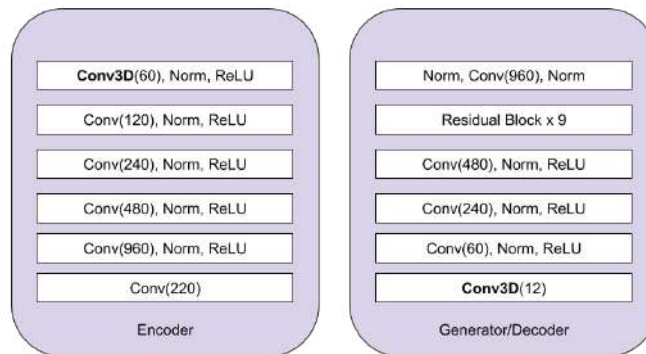 Conv3D(60), Norm, ReLU
Conv(120), Norm, ReLU
Conv(240), Norm, ReLU
Conv(480), Norm, ReLU
Conv(960), Norm, ReLU
Conv(220)
Encoder
Norm, Conv(960), Norm
Residual Block x 9
Conv(480), Norm, ReLU
Conv(240), Norm, ReLU
Conv(60), Norm, ReLU
Conv3D(12)
Generator/Decoder